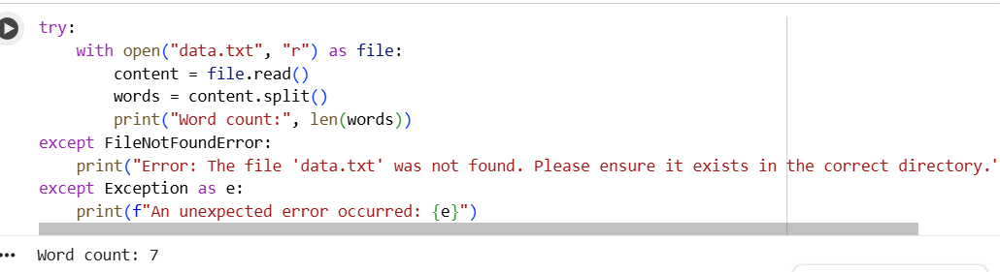 try:
    with open("data.txt", "r") as file:
        content = file.read()
        words = content.split()
        print("Word count:", len(words))
except FileNotFoundError:
    print("Error: The file 'data.txt' was not found. Please ensure it exists in the correct directory."
except Exception as e:
    print(f"An unexpected error occurred: {e}")
Word count: 7